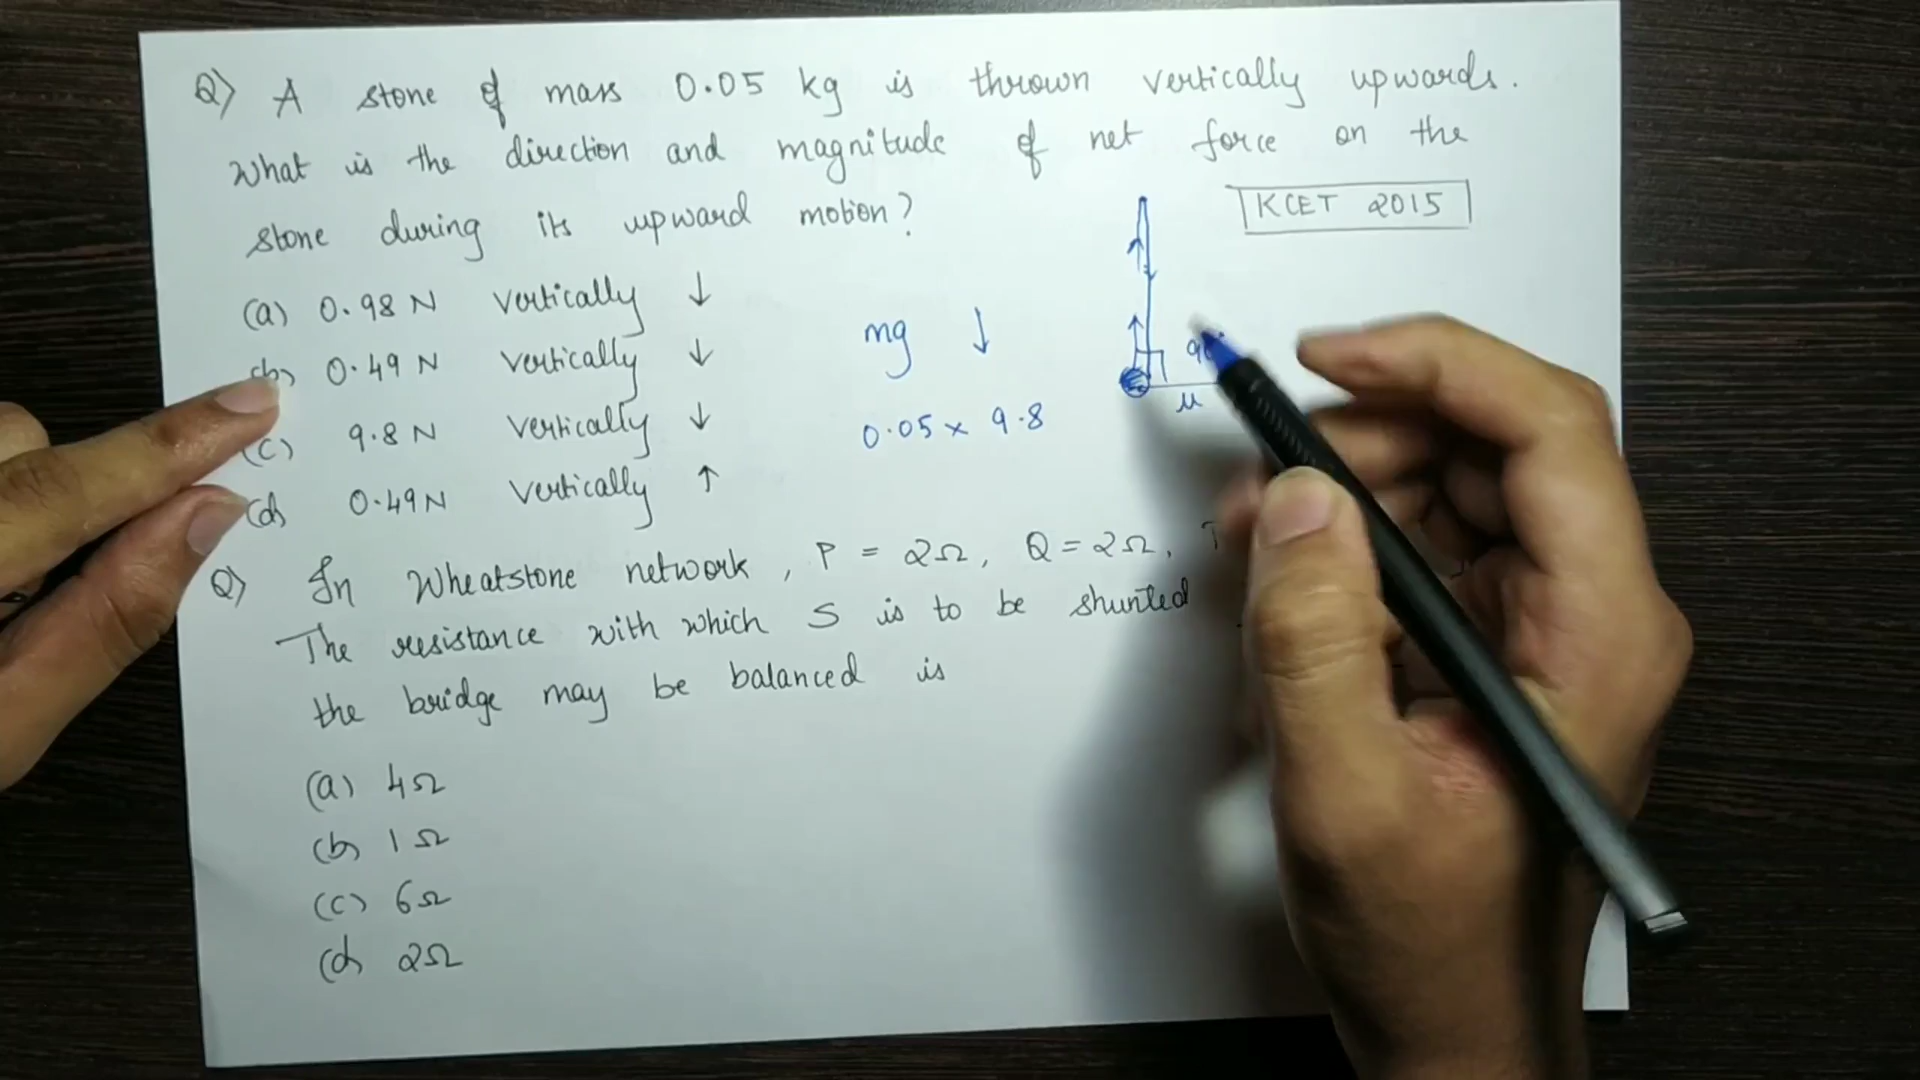 Q) A stone of mass 0.05 kg is thrown vertically upwards.
What is the direction and magnitude of net force on the
stone during its upward motion?
KCET 2015
(a) 0.98 N vertically ↓
(b) 0.49 N vertically ↓
(c) 9.8 N vertically ↓
(d) 0.49 N vertically ↑
mg ↓
0.05 x 9.8
u
Q) In Wheatstone network, P = 2Ω, Q = 2Ω,
The resistance with which S is to be shunted
the bridge may be balanced is
(a) 4Ω
(b) 1Ω
(c) 6Ω
(d) 2Ω